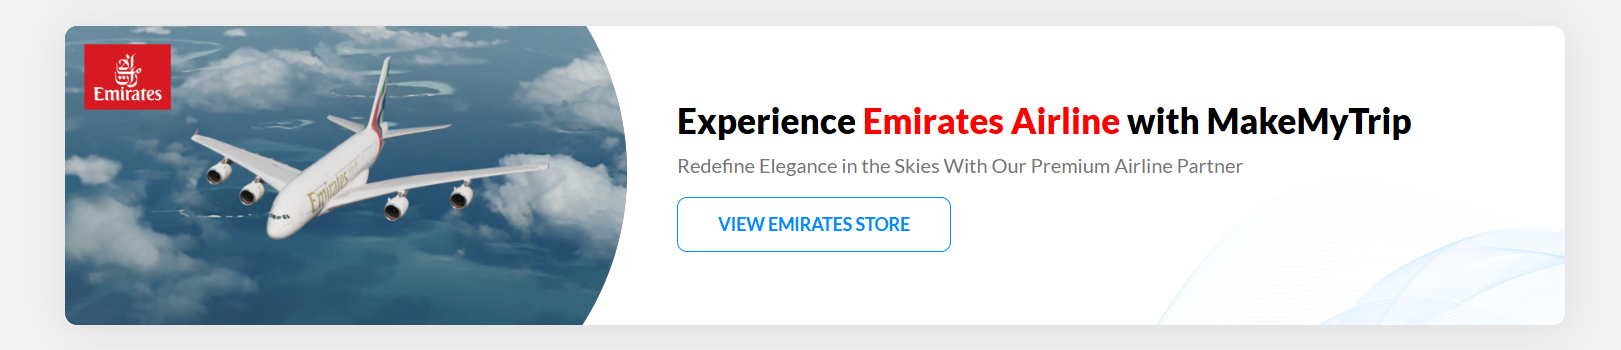 Emirates
Emirates
Experience Emirates Airline with MakeMyTrip
Redefine Elegance in the Skies With Our Premium Airline Partner
VIEW EMIRATES STORE